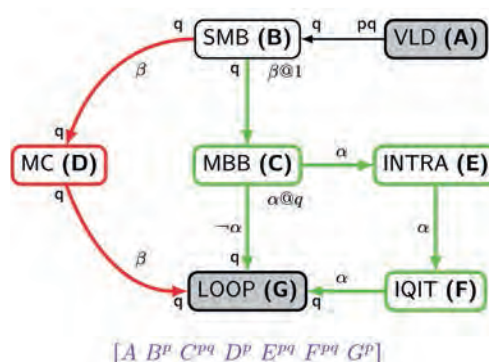 q SMB (B) q pq VLD (A)
β q β@1
q
MC (D) MBB (C) α INTRA (E)
q α@q
¬α α
β q
q LOOP (G) α q IQIT (F)
[A B^p C^{pq} D^p E^{pq} F^{pq} G^p]